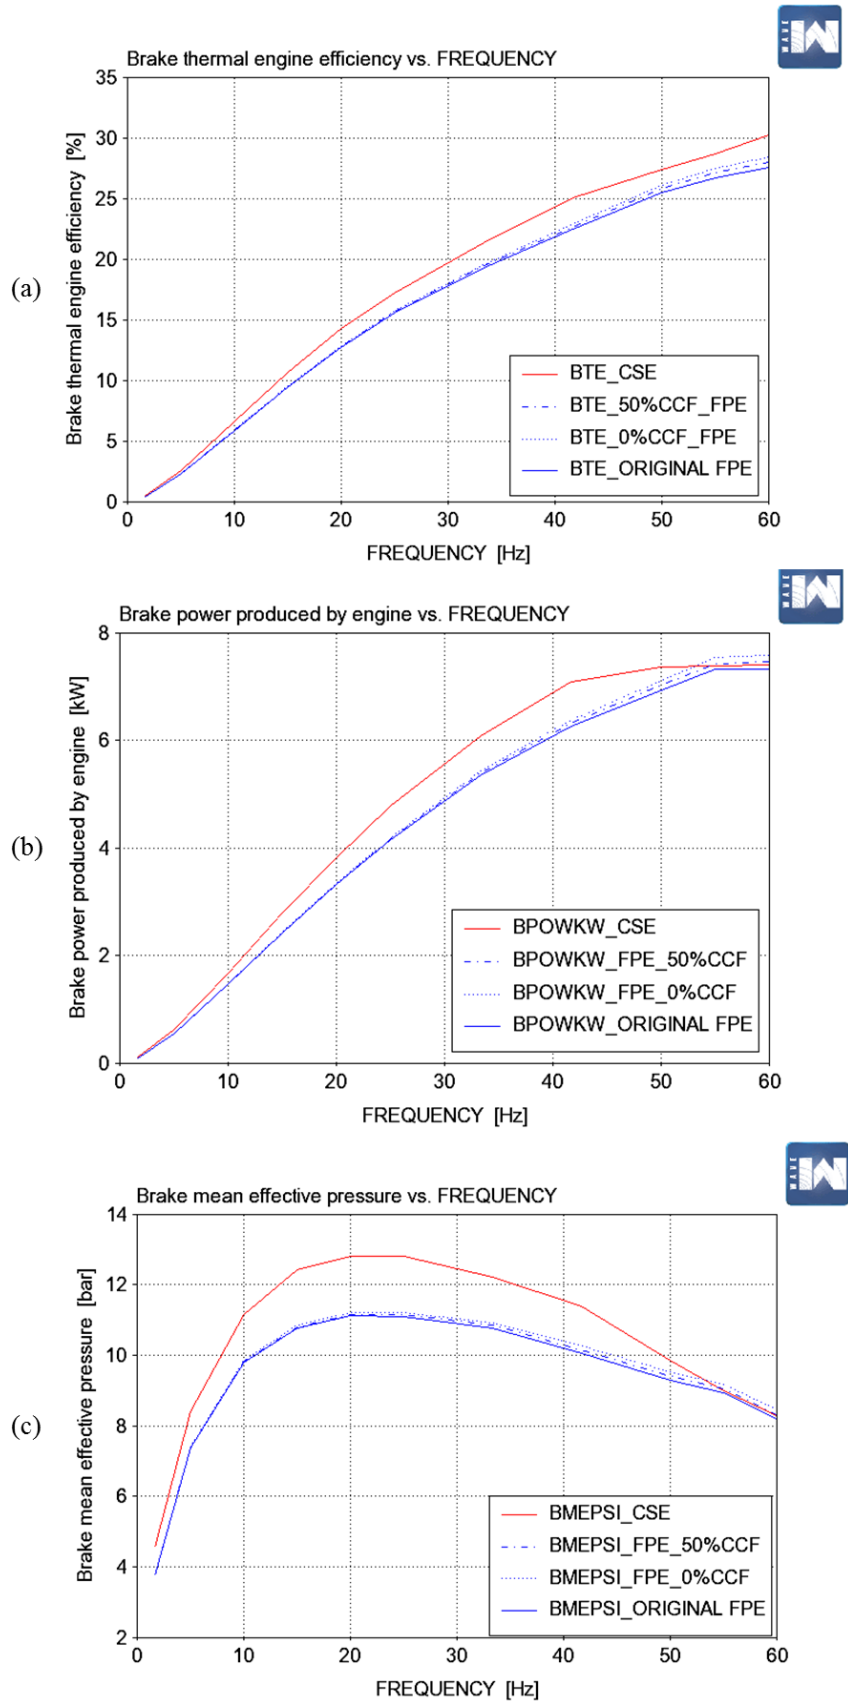 WAVE
Brake thermal engine efficiency vs. FREQUENCY
35
30
25
20
15
10
5
0
Brake thermal engine efficiency [%]
(a)
BTE_CSE
BTE_50%CCF_FPE
BTE_0%CCF_FPE
BTE_ORIGINAL FPE
0 10 20 30 40 50 60
FREQUENCY [Hz]
WAVE
Brake power produced by engine vs. FREQUENCY
8
6
4
2
0
Brake power produced by engine [kW]
(b)
BPOWKW_CSE
BPOWKW_FPE_50%CCF
BPOWKW_FPE_0%CCF
BPOWKW_ORIGINAL FPE
0 10 20 30 40 50 60
FREQUENCY [Hz]
WAVE
Brake mean effective pressure vs. FREQUENCY
14
12
10
8
6
4
2
Brake mean effective pressure [bar]
(c)
BMEPSI_CSE
BMEPSI_FPE_50%CCF
BMEPSI_FPE_0%CCF
BMEPSI_ORIGINAL FPE
0 10 20 30 40 50 60
FREQUENCY [Hz]